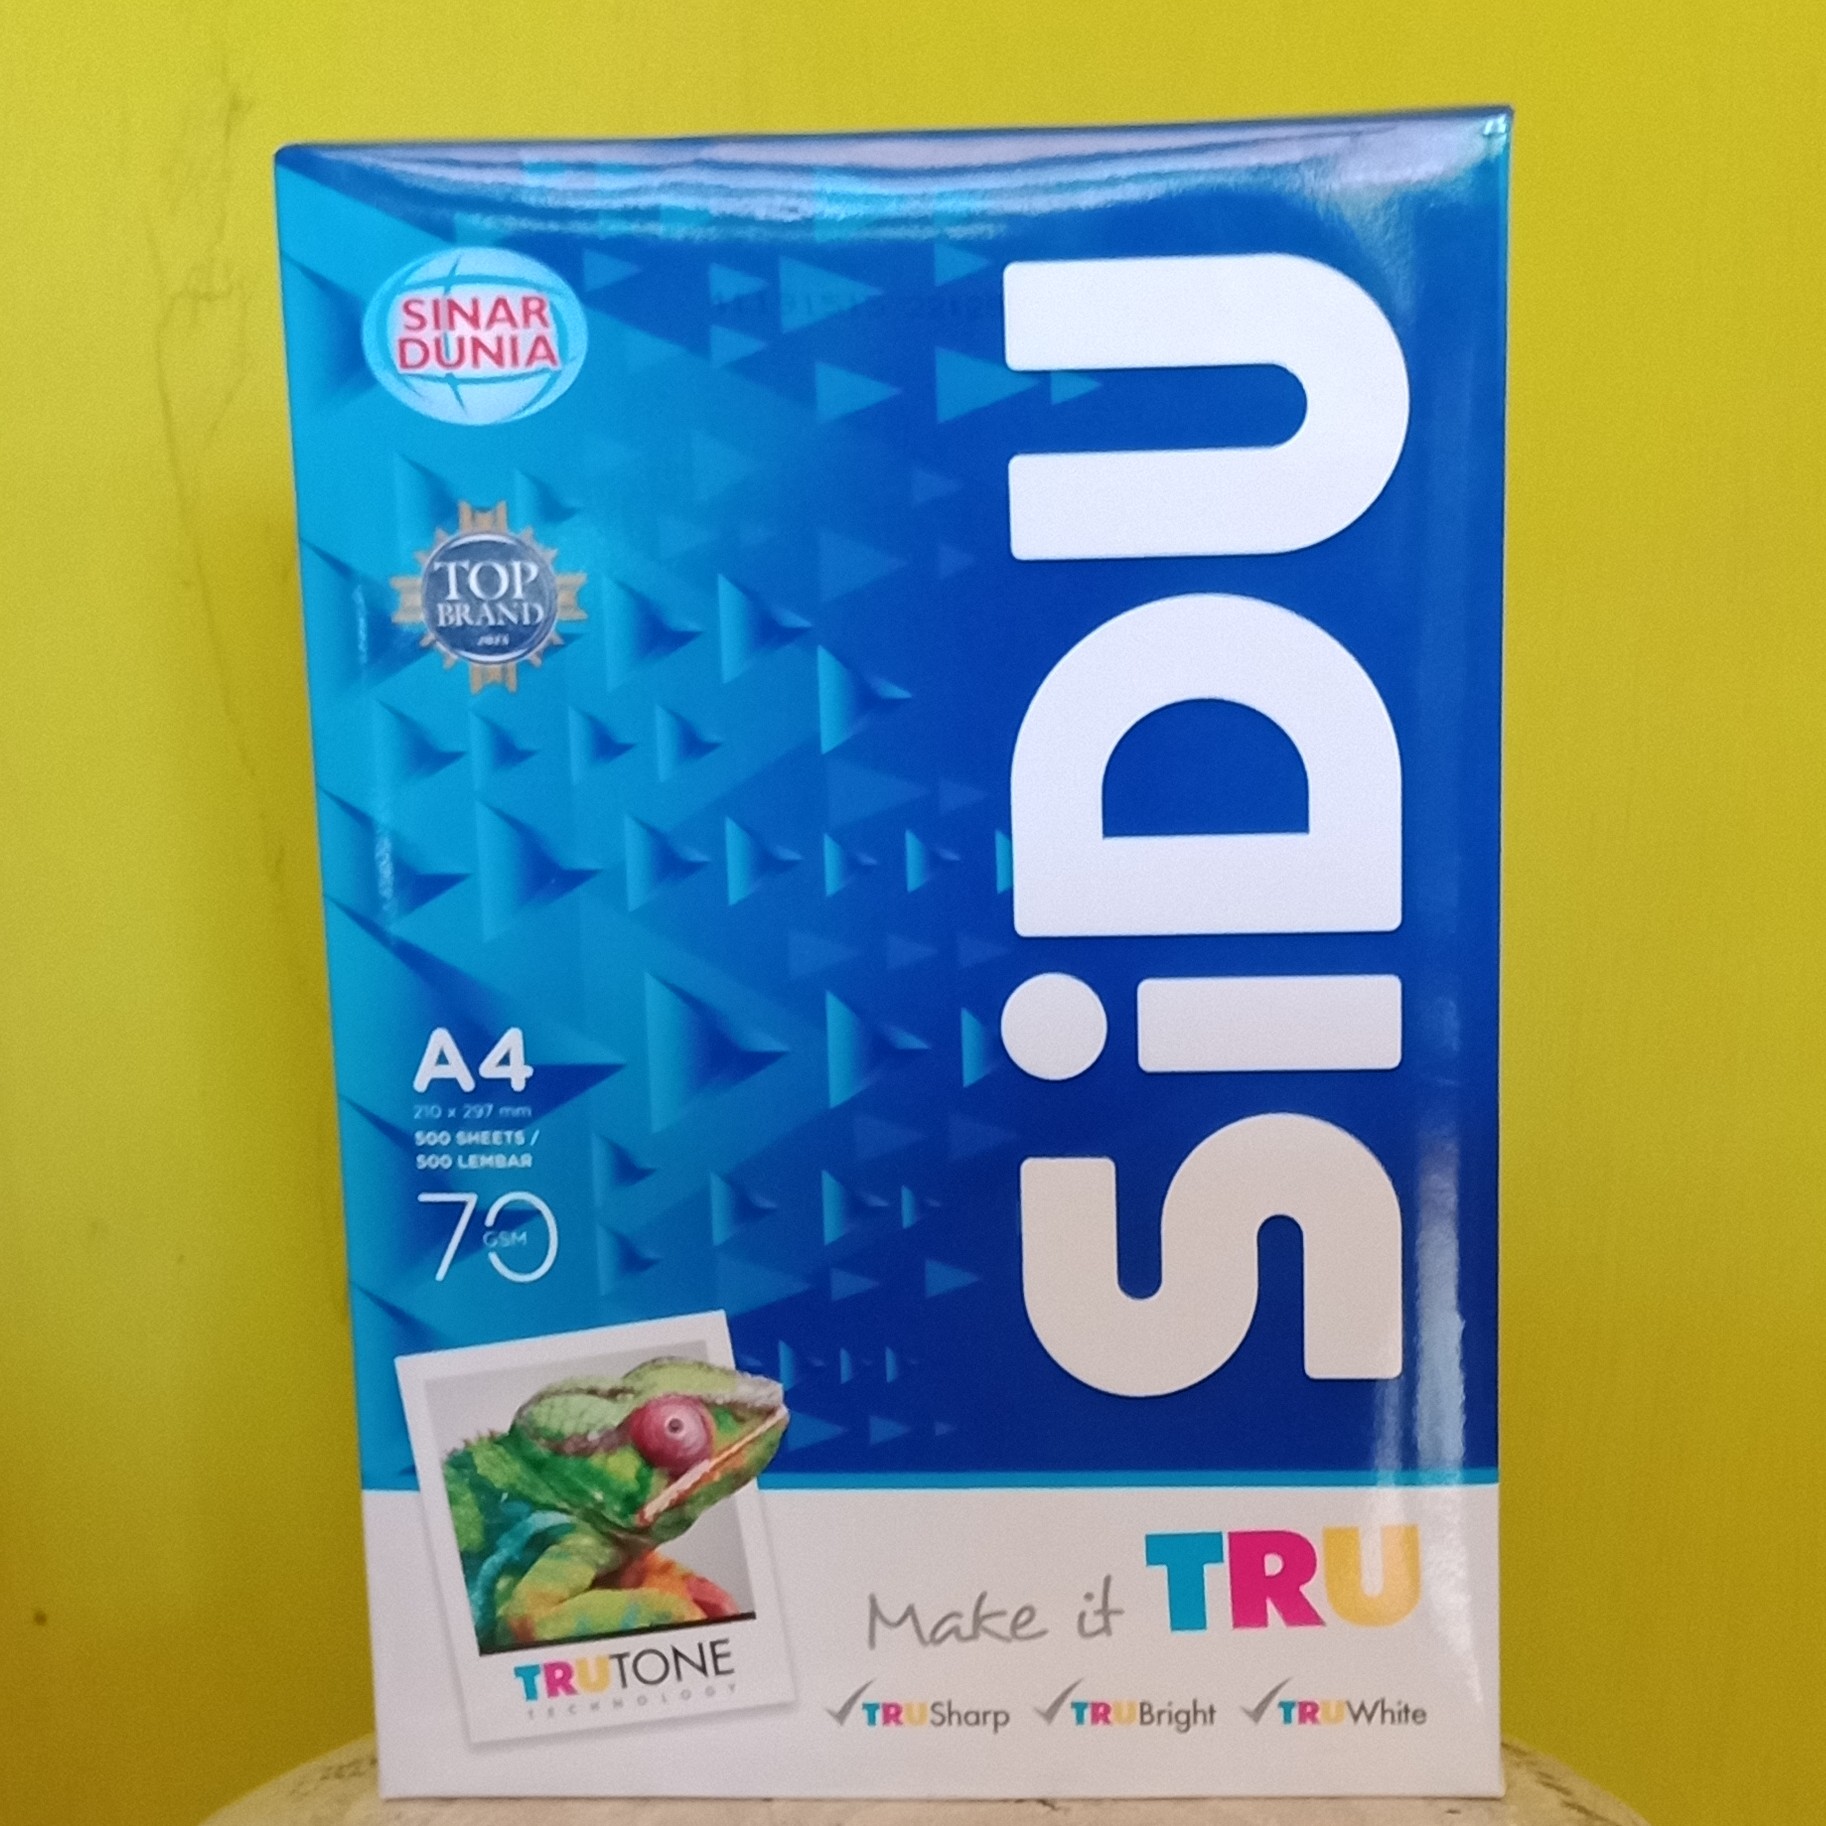 SINAR
DUNIA
TOP
BRAND
SiDU
A4
210 x 297 mm
500 SHEETS /
500 LEMBAR
70
GSM
TRUTONE
TECHNOLOGY
Make it TRU
TRUSharp TRUBright TRUWhite